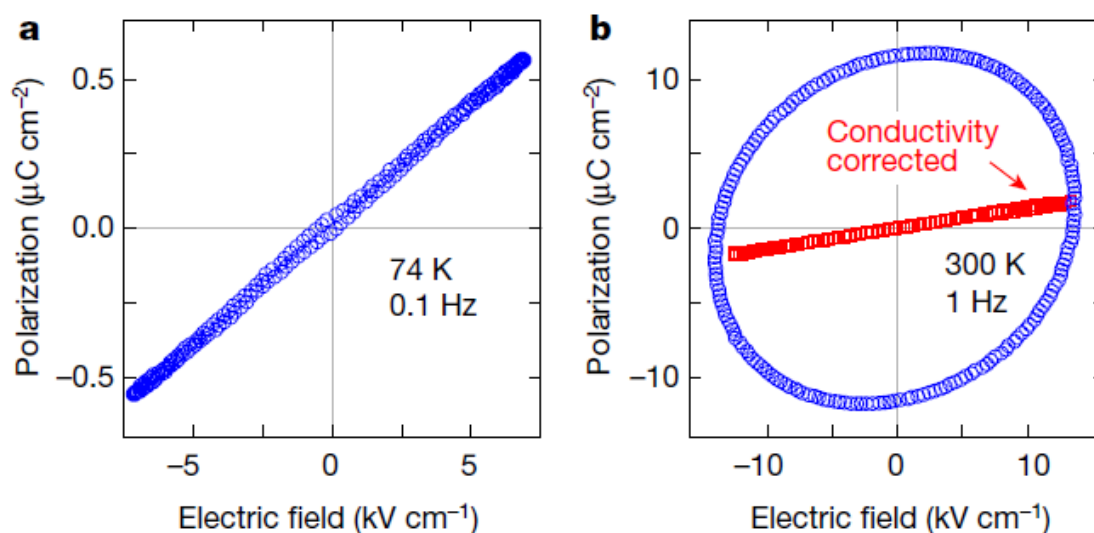 a
Polarization (μC cm⁻²)
0.5
0.0
−0.5
74 K
0.1 Hz
−5
0
5
Electric field (kV cm⁻¹)
b
Polarization (μC cm⁻²)
10
0
−10
Conductivity
corrected
300 K
1 Hz
−10
0
10
Electric field (kV cm⁻¹)